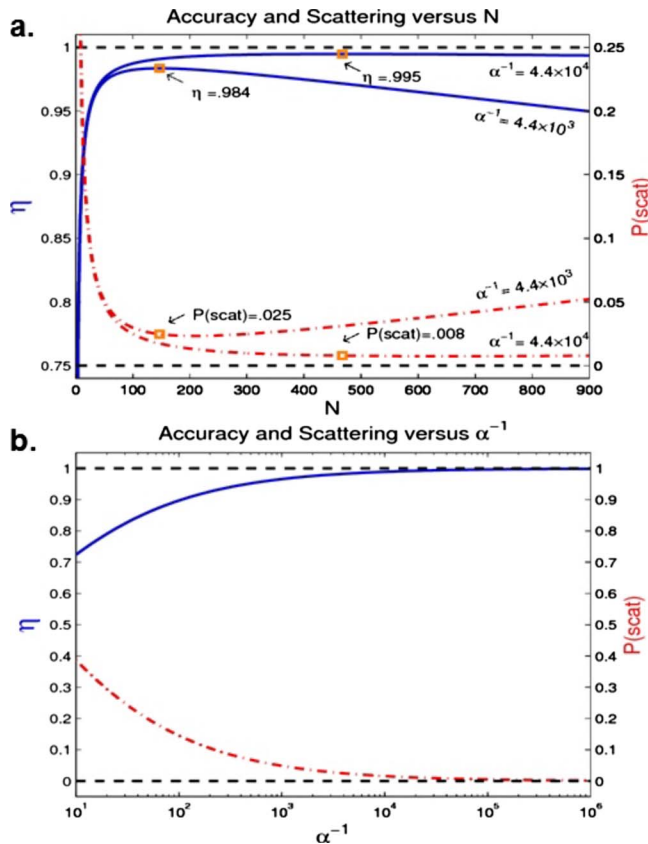 a.
Accuracy and Scattering versus N
1
0.95
0.9
0.85
0.8
0.75
η
0.25
0.2
0.15
0.1
0.05
0
P(scat)
η = .984
η = .995
α⁻¹ = 4.4×10⁴
α⁻¹ = 4.4×10³
α⁻¹ = 4.4×10³
P(scat)=.025
P(scat)=.008
α⁻¹ = 4.4×10⁴
0 100 200 300 400 500 600 700 800 900
N
b.
Accuracy and Scattering versus α⁻¹
1
0.9
0.8
0.7
0.6
0.5
0.4
0.3
0.2
0.1
0
η
1
0.9
0.8
0.7
0.6
0.5
0.4
0.3
0.2
0.1
0
P(scat)
10¹ 10² 10³ 10⁴ 10⁵ 10⁶
α⁻¹